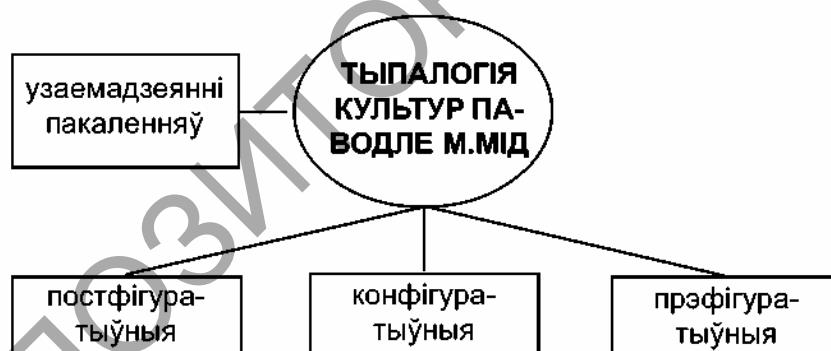 узаемадзеянні
пакаленняў
ТЫПАЛОГІЯ
КУЛЬТУР ПА-
ВОДЛЕ М.МІД
постфігура-
тыўныя
конфігура-
тыўныя
прэфігура-
тыўныя